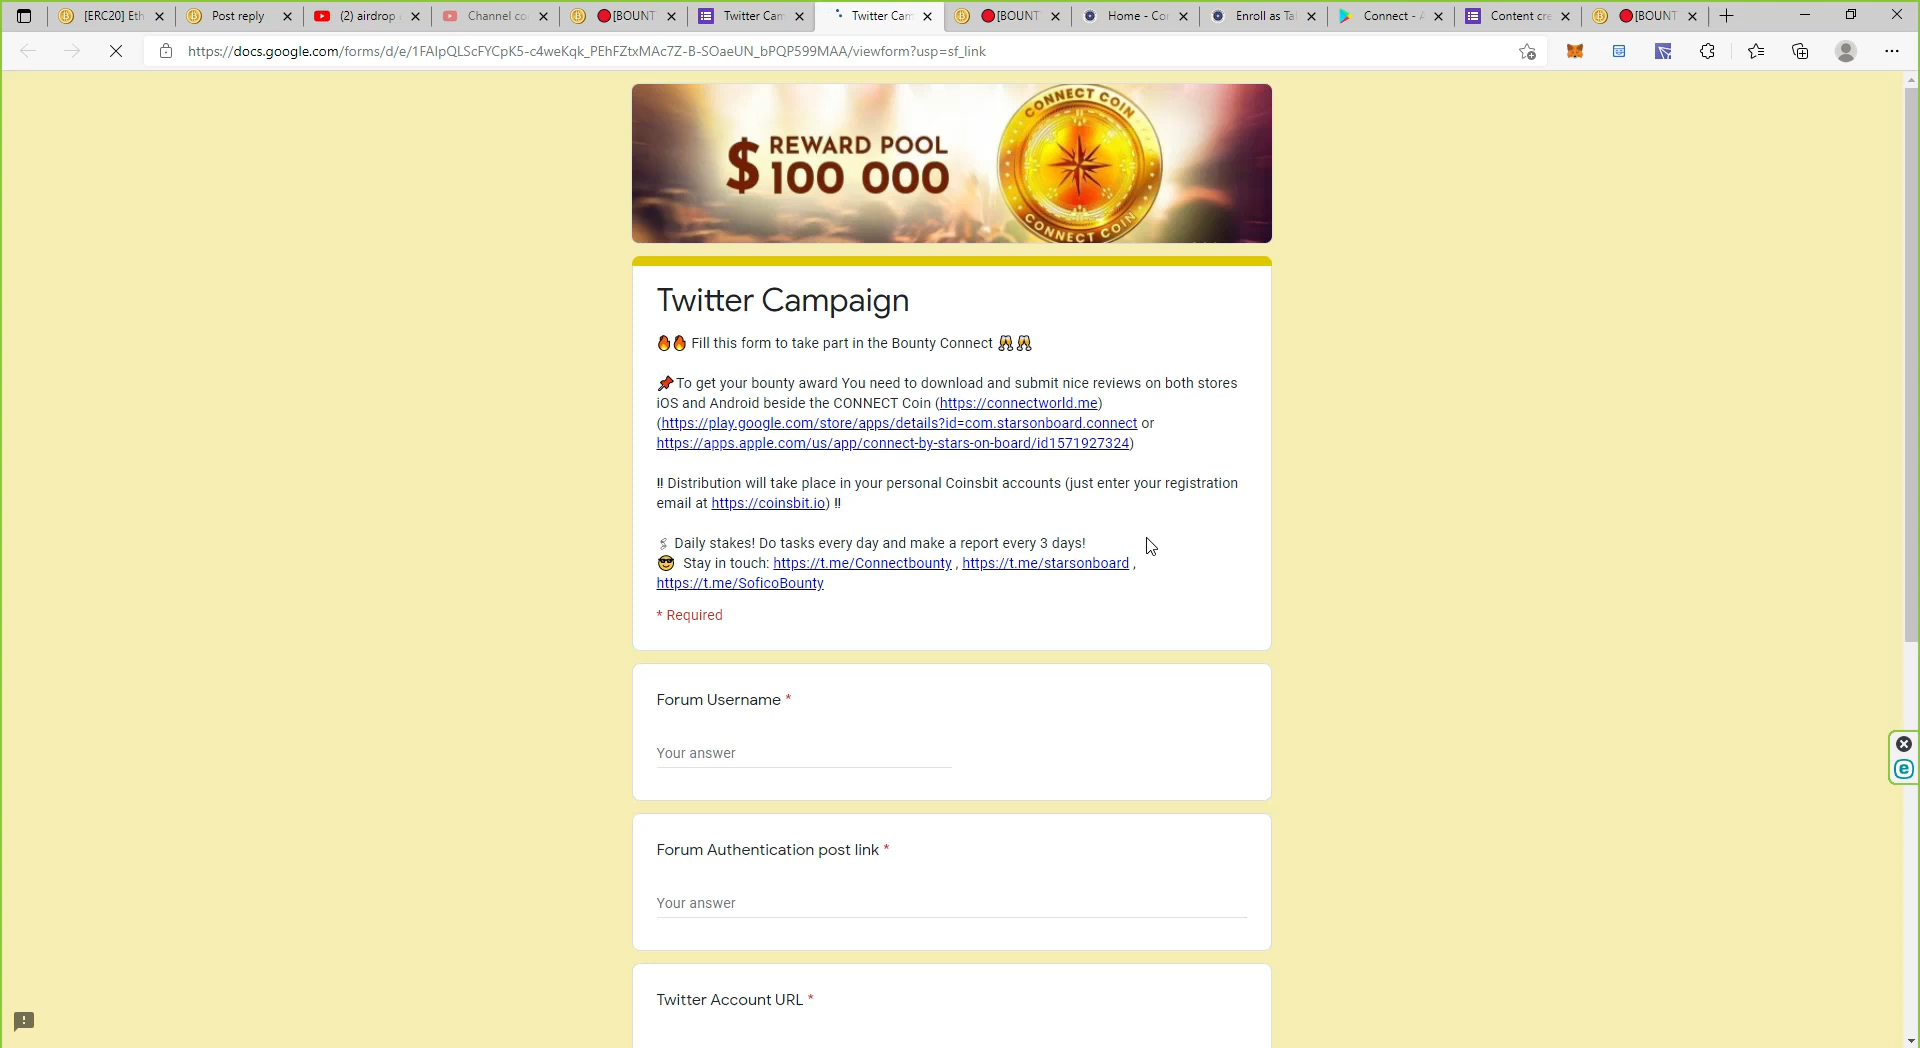 [ERC20] Eth
Post reply
(2) airdrop
Channel co
[BOUNT
Twitter Cam
Twitter Cam
[BOUNT
Home - Co
Enroll as Ta
Connect - A
Content cre
[BOUNT
https://docs.google.com/forms/d/e/1FAIpQLScFYCpK5-c4weKqk_PEhFZtxMAc7Z-B-SOaeUN_bPQP599MAA/viewform?usp=sf_link
CONNECT COIN
$ REWARD POOL
100 000
CONNECT COIN
Twitter Campaign
🔥🔥 Fill this form to take part in the Bounty Connect 🥂🥂
📌To get your bounty award You need to download and submit nice reviews on both stores
iOS and Android beside the CONNECT Coin (https://connectworld.me)
(https://play.google.com/store/apps/details?id=com.starsonboard.connect or
https://apps.apple.com/us/app/connect-by-stars-on-board/id1571927324)
‼ Distribution will take place in your personal Coinsbit accounts (just enter your registration
email at https://coinsbit.io) ‼
Daily stakes! Do tasks every day and make a report every 3 days!
😎 Stay in touch: https://t.me/Connectbounty , https://t.me/starsonboard ,
https://t.me/SoficoBounty
* Required
Forum Username *
Your answer
Forum Authentication post link *
Your answer
Twitter Account URL *